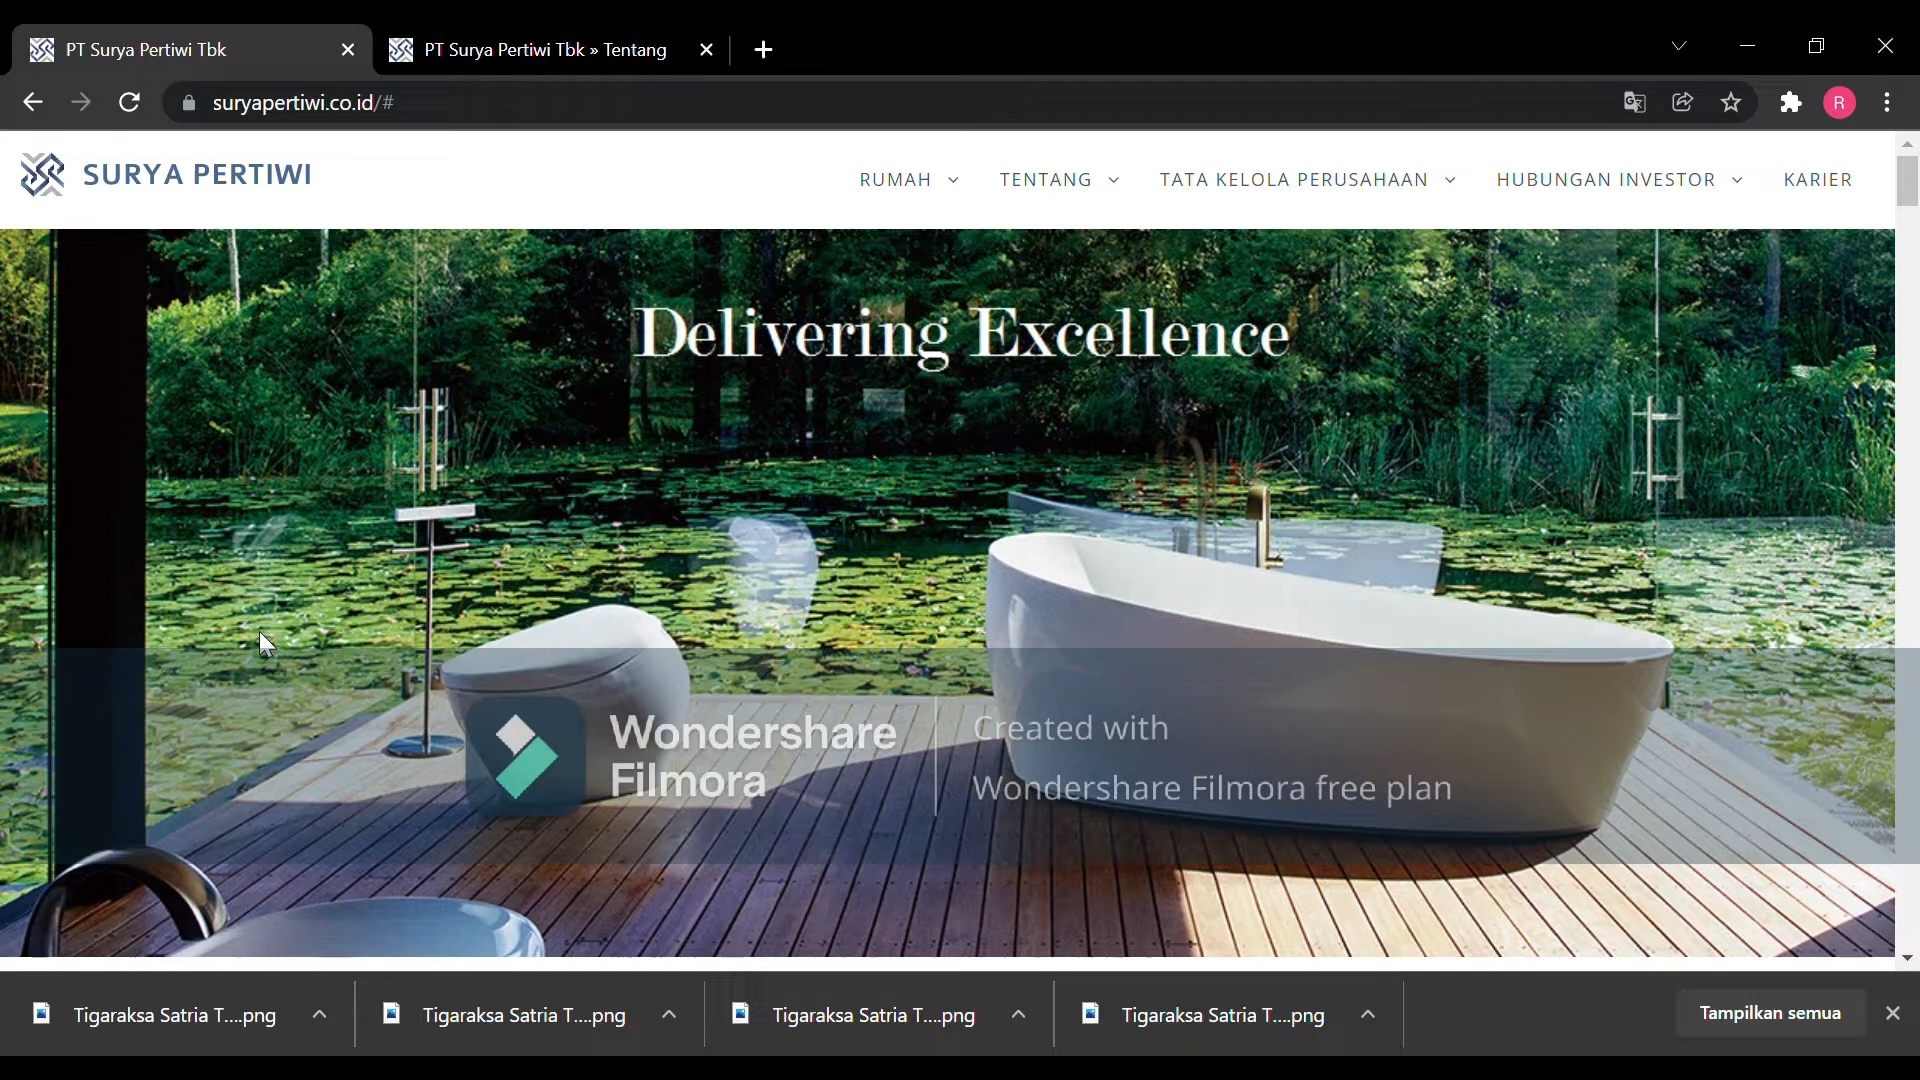 PT Surya Pertiwi Tbk
PT Surya Pertiwi Tbk » Tentang
suryapertiwi.co.id/#
R
SURYA PERTIWI
RUMAH
TENTANG
TATA KELOLA PERUSAHAAN
HUBUNGAN INVESTOR
KARIER
Delivering Excellence
Wondershare
Filmora
Created with
Wondershare Filmora free plan
Tigaraksa Satria T....png
Tigaraksa Satria T....png
Tigaraksa Satria T....png
Tigaraksa Satria T....png
Tampilkan semua